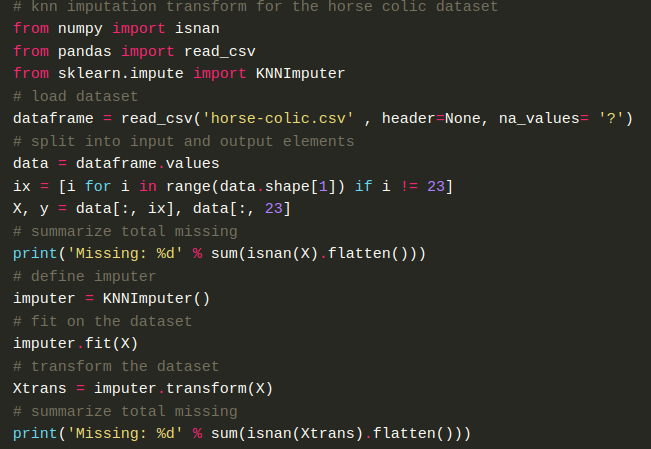 # knn imputation transform for the horse colic dataset
from numpy import isnan
from pandas import read_csv
from sklearn.impute import KNNImputer
# load dataset
dataframe = read_csv('horse-colic.csv' , header=None, na_values= '?')
# split into input and output elements
data = dataframe.values
ix = [i for i in range(data.shape[1]) if i != 23]
X, y = data[:, ix], data[:, 23]
# summarize total missing
print('Missing: %d' % sum(isnan(X).flatten()))
# define imputer
imputer = KNNImputer()
# fit on the dataset
imputer.fit(X)
# transform the dataset
Xtrans = imputer.transform(X)
# summarize total missing
print('Missing: %d' % sum(isnan(Xtrans).flatten()))